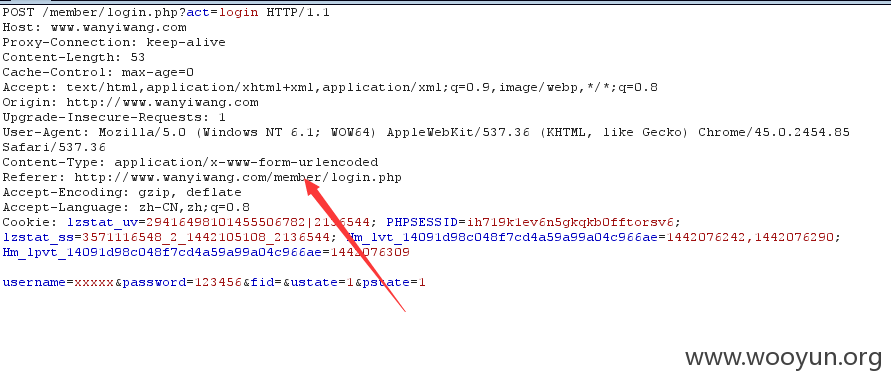 POST /member/login.php?act=login HTTP/1.1
Host: www.wanyiwang.com
Proxy-Connection: keep-alive
Content-Length: 53
Cache-Control: max-age=0
Accept: text/html,application/xhtml+xml,application/xml;q=0.9,image/webp,*/*;q=0.8
Origin: http://www.wanyiwang.com
Upgrade-Insecure-Requests: 1
User-Agent: Mozilla/5.0 (Windows NT 6.1; WOW64) AppleWebKit/537.36 (KHTML, like Gecko) Chrome/45.0.2454.85
Safari/537.36
Content-Type: application/x-www-form-urlencoded
Referer: http://www.wanyiwang.com/member/login.php
Accept-Encoding: gzip, deflate
Accept-Language: zh-CN,zh;q=0.8
Cookie: lzstat_uv=29416498101455506782|2136544; PHPSESSID=ih719k1ev6n5gkqkb0fftorsv6;
lzstat_ss=3571116548_2_1442105108_2136544; Hm_lvt_14091d98c048f7cd4a59a99a04c966ae=1442076242,1442076290;
Hm_lpvt_14091d98c048f7cd4a59a99a04c966ae=1442076309
username=xxxxx&password=123456&fid=&ustate=1&pstate=1
www.wooyun.org